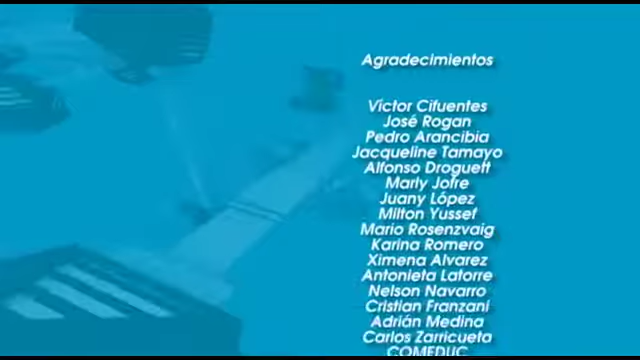 Agradecimientos
Víctor Cifuentes
José Rogan
Pedro Arancibia
Jacqueline Tamayo
Alfonso Droguett
Marly Jofre
Juany López
Milton Yussef
Mario Rosenzvaig
Karina Romero
Ximena Alvarez
Antonieta Latorre
Nelson Navarro
Cristian Franzani
Adrián Medina
Carlos Zarricueta
COMEDUC